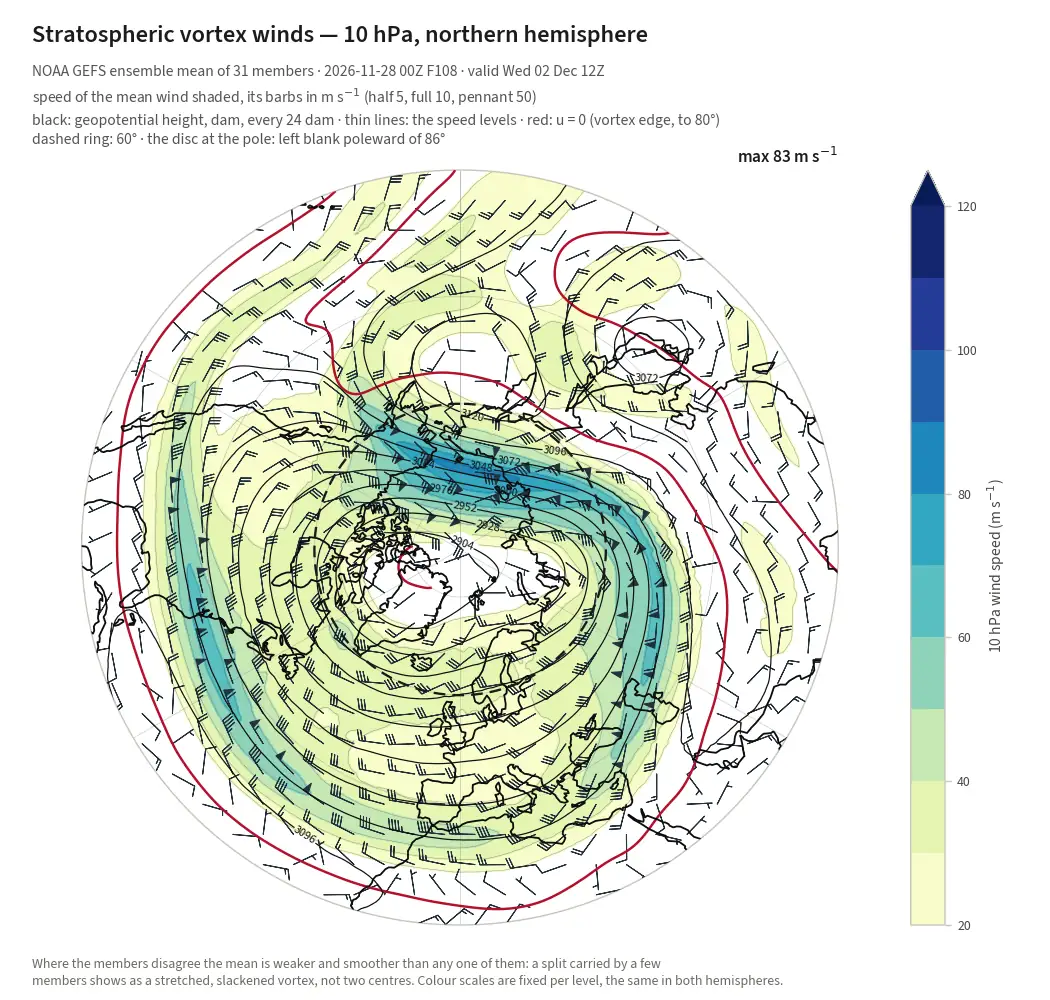 Stratospheric vortex winds — 10 hPa, northern hemisphere
NOAA GEFS ensemble mean of 31 members · 2026-11-28 00Z F108 · valid Wed 02 Dec 12Z
speed of the mean wind shaded, its barbs in m s⁻¹ (half 5, full 10, pennant 50)
black: geopotential height, dam, every 24 dam · thin lines: the speed levels · red: u = 0 (vortex edge, to 80°)
dashed ring: 60° · the disc at the pole: left blank poleward of 86°
max 83 m s⁻¹
120
100
80
60
40
20
10 hPa wind speed (m s⁻¹)
3072
3120
3096
3072
3048
2976
2952
2928
2904
3096
Where the members disagree the mean is weaker and smoother than any one of them: a split carried by a few
members shows as a stretched, slackened vortex, not two centres. Colour scales are fixed per level, the same in both hemispheres.